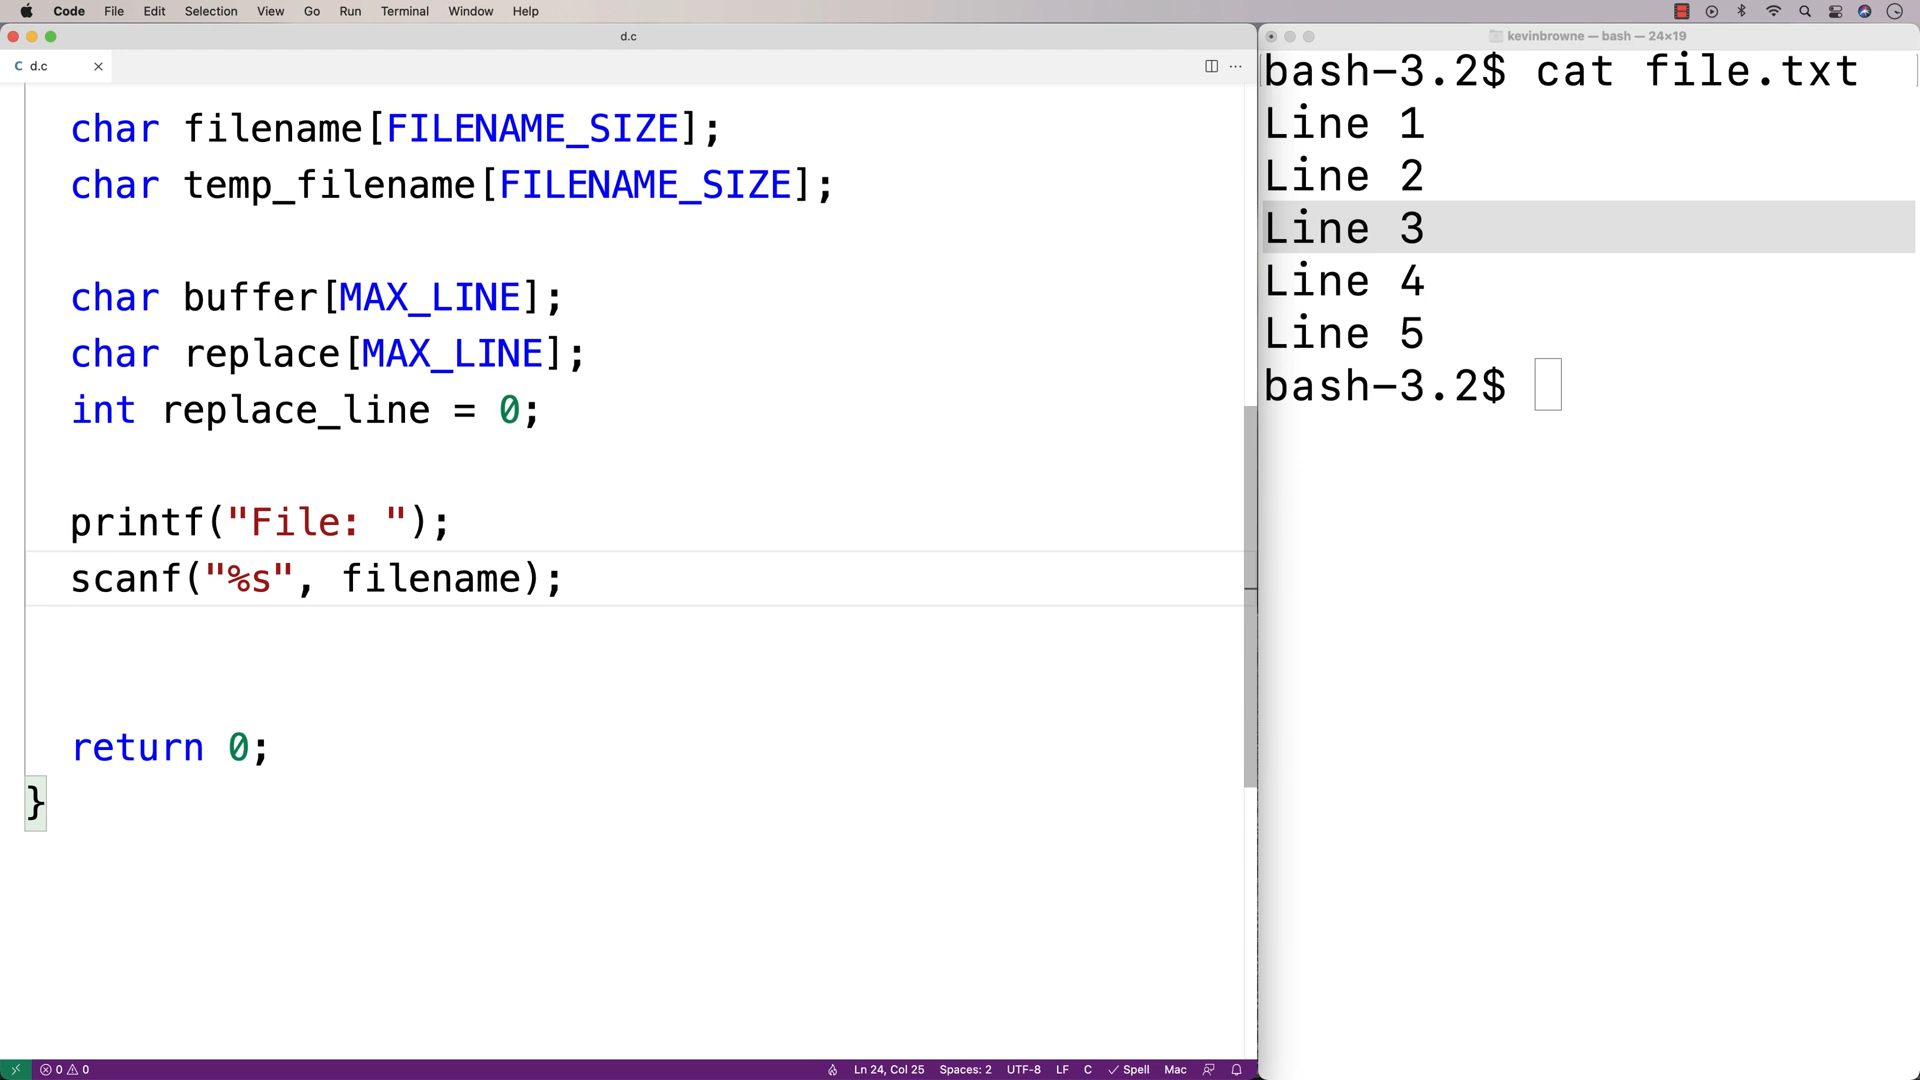 Code File Edit Selection View Go Run Terminal Window Help
d.c
C d.c
char filename[FILENAME_SIZE];
char temp_filename[FILENAME_SIZE];
char buffer[MAX_LINE];
char replace[MAX_LINE];
int replace_line = 0;
printf("File: ");
scanf("%s", filename);
return 0;
}
0 0 Ln 24, Col 25 Spaces: 2 UTF-8 LF C Spell Mac
kevinbrowne — bash — 24×19
bash-3.2$ cat file.txt
Line 1
Line 2
Line 3
Line 4
Line 5
bash-3.2$